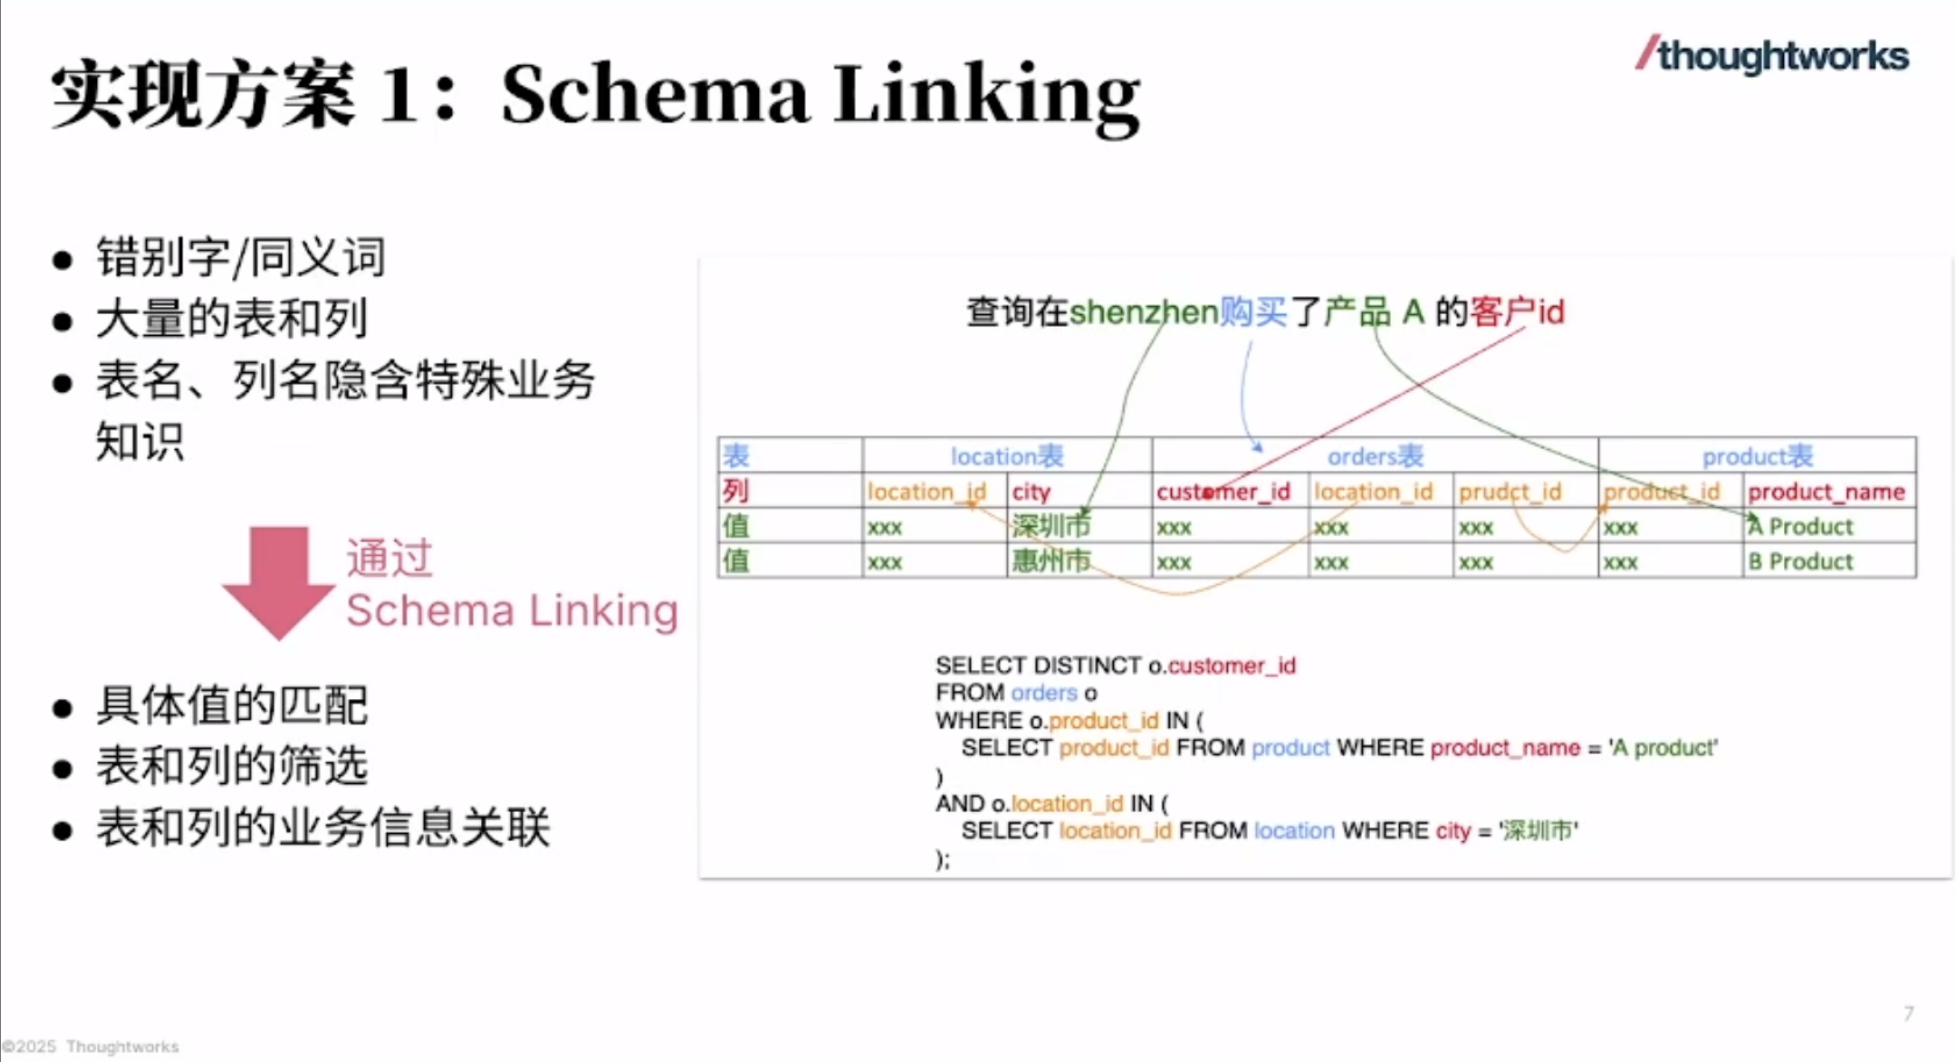 实现方案 1：Schema Linking
/thoughtworks
● 错别字/同义词
● 大量的表和列
● 表名、列名隐含特殊业务
知识
通过
Schema Linking
● 具体值的匹配
● 表和列的筛选
● 表和列的业务信息关联
查询在shenzhen购买了产品 A 的客户id
表 location表 orders表 product表
列 location_id city customer_id location_id prudct_id product_id product_name
值 xxx 深圳市 xxx xxx xxx xxx A Product
值 xxx 惠州市 xxx xxx xxx xxx B Product
SELECT DISTINCT o.customer_id
FROM orders o
WHERE o.product_id IN (
SELECT product_id FROM product WHERE product_name = 'A product'
)
AND o.location_id IN (
SELECT location_id FROM location WHERE city = '深圳市'
);
7
©2025 Thoughtworks